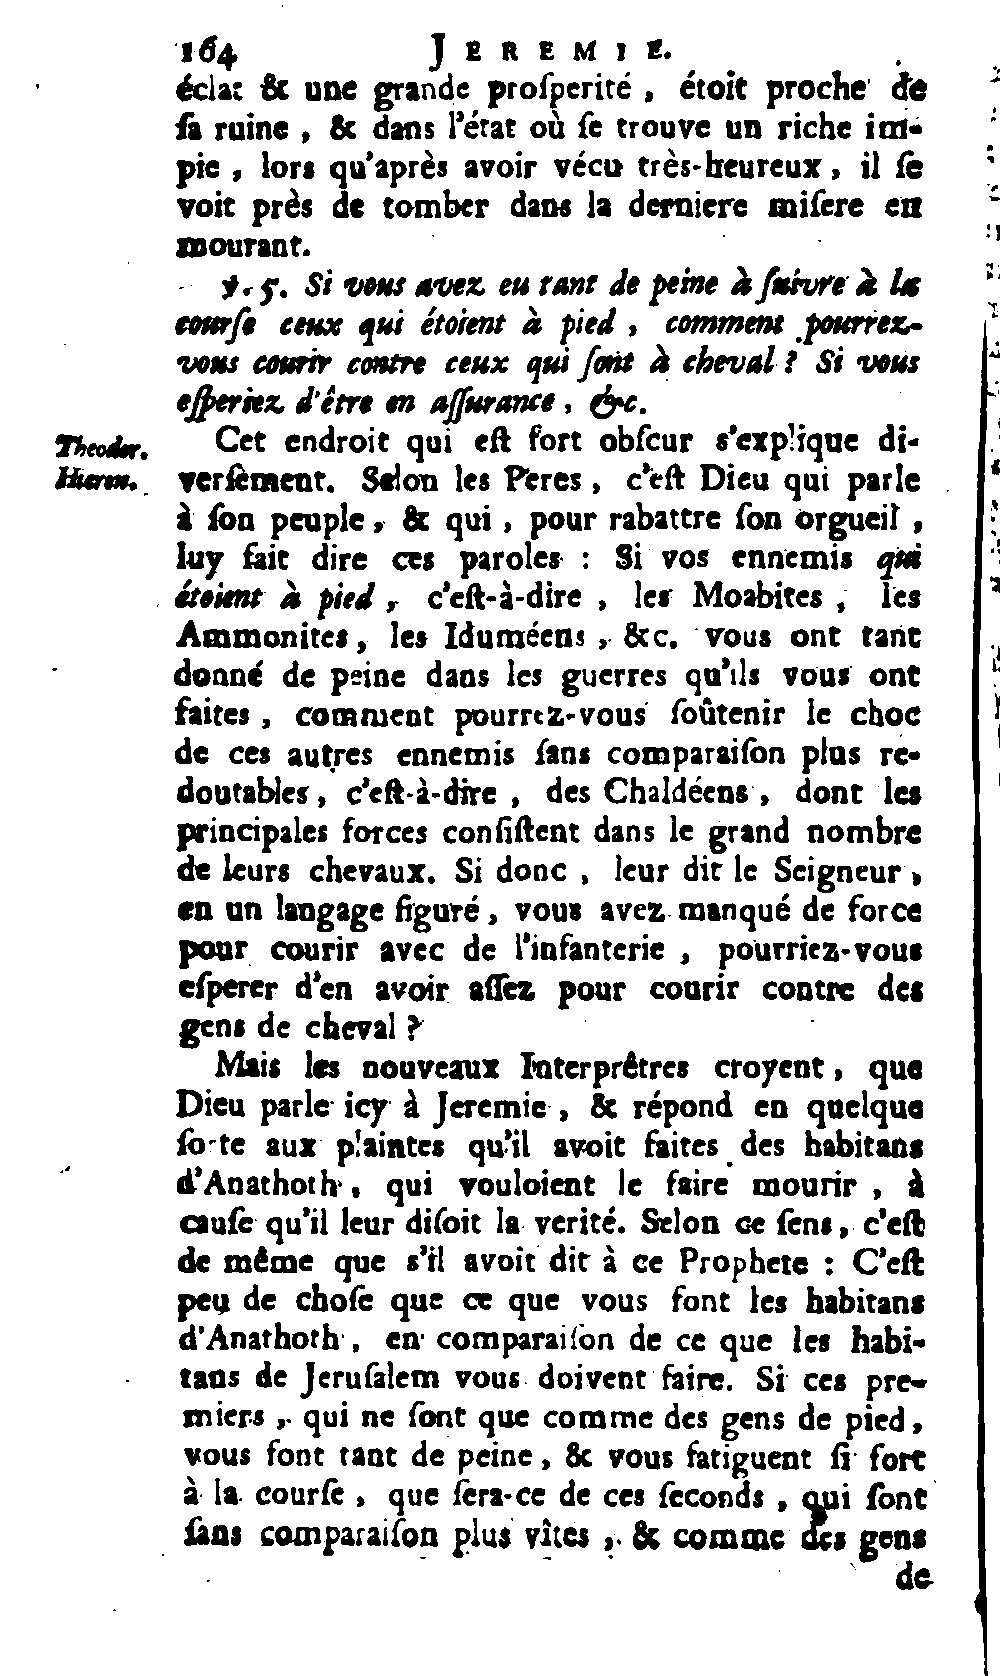 164 JEREMIE.
éclat & une grande proſperité , étoit proche de
ſa ruine , & dans l'état où ſe trouve un riche im-
pie , lors qu'après avoir vécu très-heureux , il ſe
voit près de tomber dans la derniere miſere en
mourant.
℣. 5. Si vous avez eu tant de peine à ſuivre à la
courſe ceux qui étoient à pied , comment pourrez-
vous courir contre ceux qui ſont à cheval ? Si vous
eſperiez d'être en aſſurance , &c.
Theodor.
Hieron.
Cet endroit qui eſt fort obſcur s'explique di-
verſement. Selon les Peres , c'eſt Dieu qui parle
à ſon peuple , & qui , pour rabattre ſon orgueil ,
luy fait dire ces paroles : Si vos ennemis qui
étoient à pied , c'eſt-à-dire , les Moabites , les
Ammonites , les Iduméens , &c. vous ont tant
donné de peine dans les guerres qu'ils vous ont
faites , comment pourrez-vous ſoûtenir le choc
de ces autres ennemis ſans comparaiſon plus re-
doutables , c'eſt-à-dire , des Chaldéens , dont les
principales forces conſiſtent dans le grand nombre
de leurs chevaux. Si donc , leur dit le Seigneur ,
en un langage figuré , vous avez manqué de force
pour courir avec de l'infanterie , pourriez-vous
eſperer d'en avoir aſſez pour courir contre des
gens de cheval ?
Mais les nouveaux Interprêtres croyent , que
Dieu parle icy à Jeremie , & répond en quelque
ſorte aux plaintes qu'il avoit faites des habitans
d'Anathoth , qui vouloient le faire mourir , à
cauſe qu'il leur diſoit la verité. Selon ce ſens , c'eſt
de même que s'il avoit dit à ce Prophete : C'eſt
peu de choſe que ce que vous font les habitans
d'Anathoth , en comparaiſon de ce que les habi-
tans de Jeruſalem vous doivent faire. Si ces pre-
miers , qui ne ſont que comme des gens de pied ,
vous font tant de peine , & vous fatiguent ſi fort
à la courſe , que ſera-ce de ces ſeconds , qui ſont
ſans comparaiſon plus vîtes , & comme des gens
de